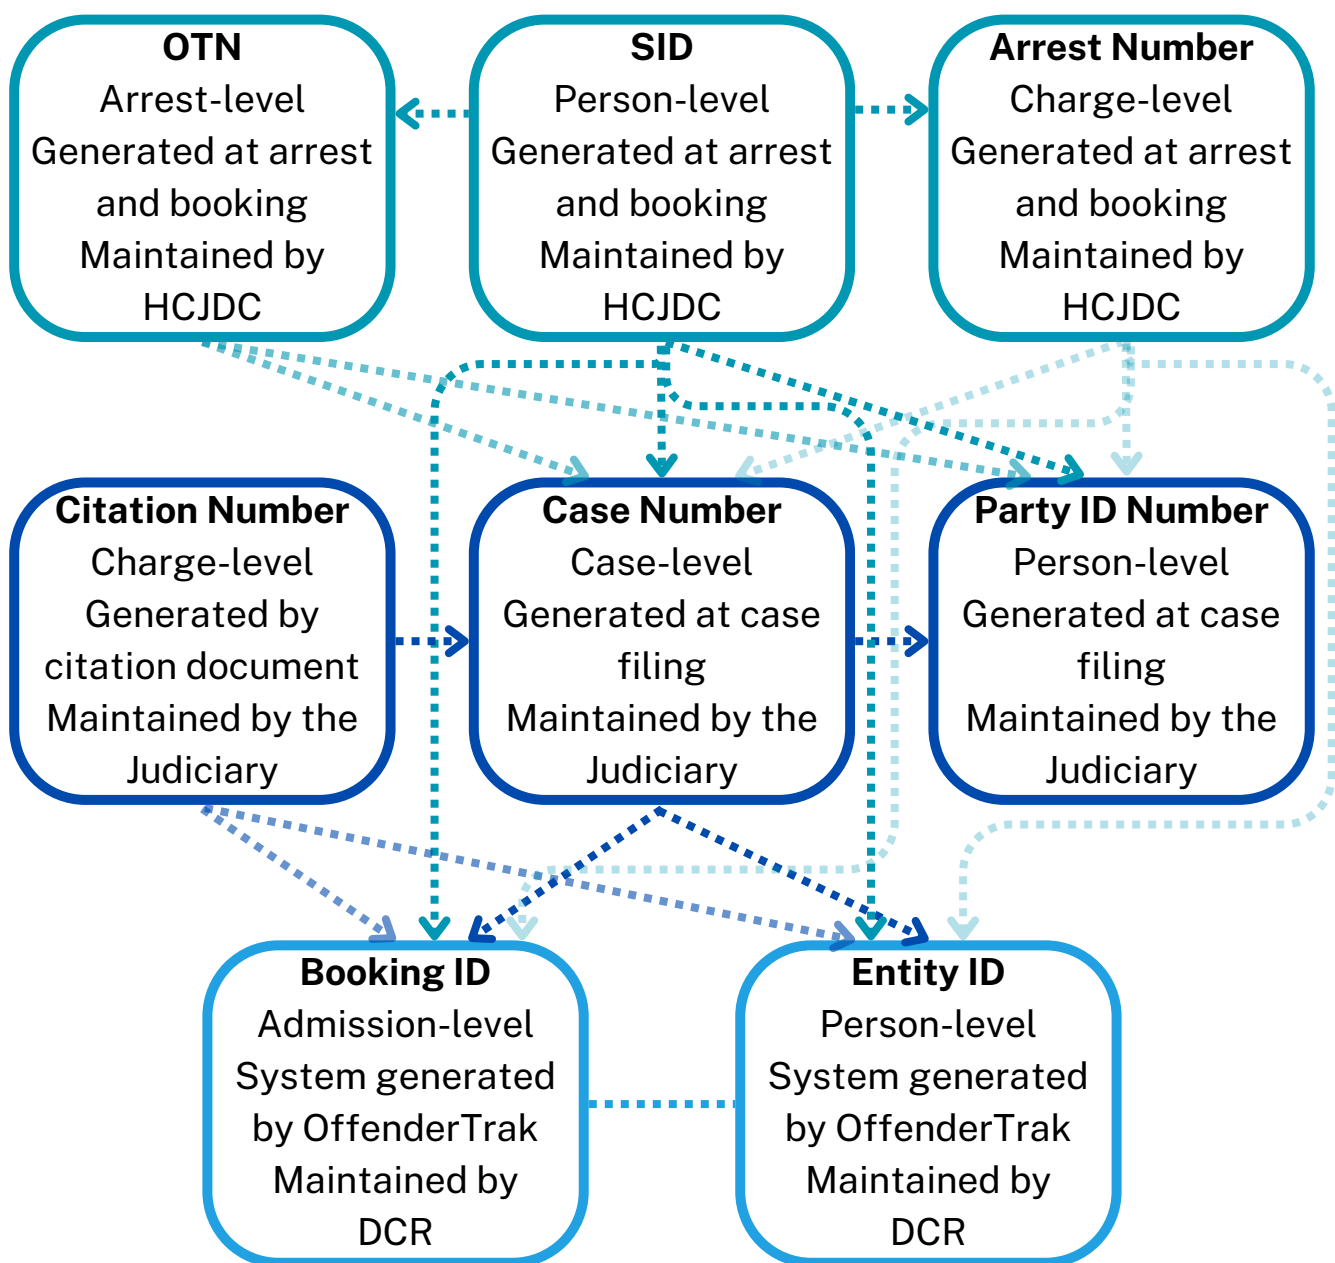 OTN
Arrest-level
Generated at arrest
and booking
Maintained by
HCJDC
SID
Person-level
Generated at arrest
and booking
Maintained by
HCJDC
Arrest Number
Charge-level
Generated at arrest
and booking
Maintained by
HCJDC
Citation Number
Charge-level
Generated by
citation document
Maintained by the
Judiciary
Case Number
Case-level
Generated at case
filing
Maintained by the
Judiciary
Party ID Number
Person-level
Generated at case
filing
Maintained by the
Judiciary
Booking ID
Admission-level
System generated
by OffenderTrak
Maintained by
DCR
Entity ID
Person-level
System generated
by OffenderTrak
Maintained by
DCR